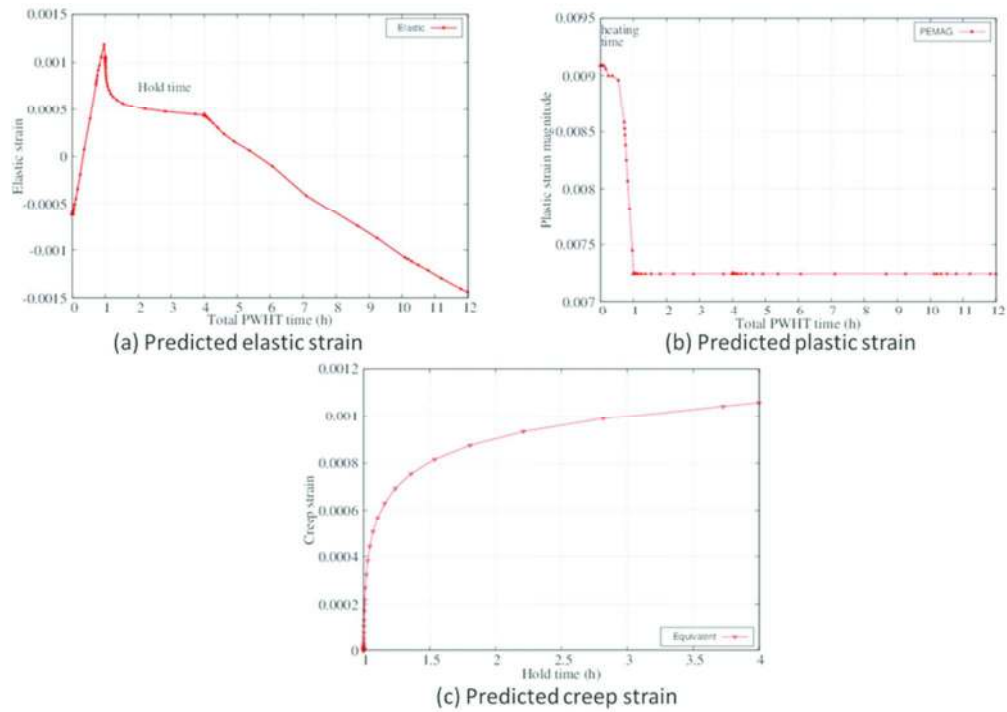 0.0015
0.001
0.0005
0
-0.0005
-0.001
-0.0015
Elastic strain
Elastic
Hold time
0 1 2 3 4 5 6 7 8 9 10 11 12
Total PWHT time (h)
(a) Predicted elastic strain
0.0095
0.009
0.0085
0.008
0.0075
0.007
Plastic strain magnitude
heating
time
PEMAG
0 1 2 3 4 5 6 7 8 9 10 11 12
Total PWHT time (h)
(b) Predicted plastic strain
0.0012
0.001
0.0008
0.0006
0.0004
0.0002
0
Creep strain
Equivalent
1 1.5 2 2.5 3 3.5 4
Hold time (h)
(c) Predicted creep strain